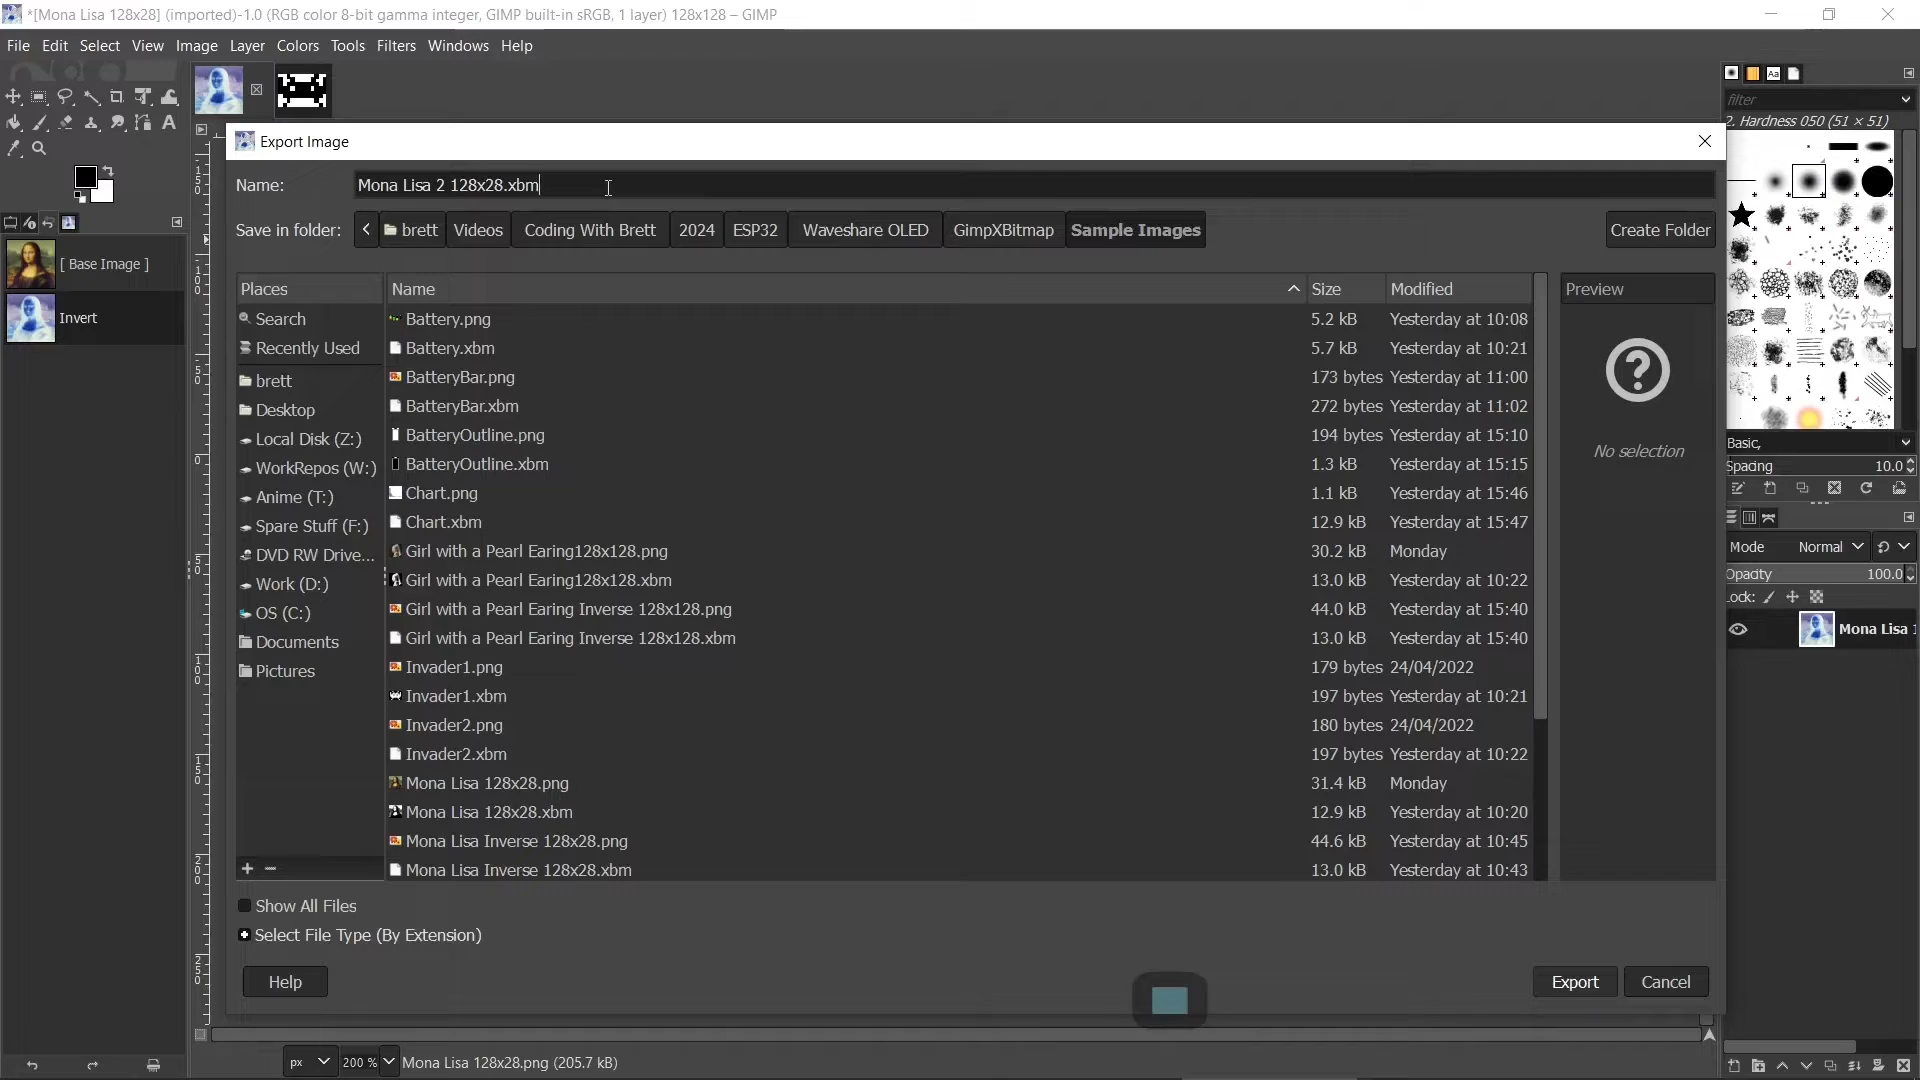 *[Mona Lisa 128x28] (imported)-1.0 (RGB color 8-bit gamma integer, GIMP built-in sRGB, 1 layer) 128x128 – GIMP
File Edit Select View Image Layer Colors Tools Filters Windows Help
filter
2. Hardness 050 (51 × 51)
Export Image
Name: Mona Lisa 2 128x28.xbm
Save in folder: brett Videos Coding With Brett 2024 ESP32 Waveshare OLED GimpXBitmap Sample Images Create Folder
[ Base Image ]
Invert
Places
Search
Recently Used
brett
Desktop
Local Disk (Z:)
WorkRepos (W:)
Anime (T:)
Spare Stuff (F:)
DVD RW Drive...
Work (D:)
OS (C:)
Documents
Pictures
Name Size Modified
Battery.png 5.2 kB Yesterday at 10:08
Battery.xbm 5.7 kB Yesterday at 10:21
BatteryBar.png 173 bytes Yesterday at 11:00
BatteryBar.xbm 272 bytes Yesterday at 11:02
BatteryOutline.png 194 bytes Yesterday at 15:10
BatteryOutline.xbm 1.3 kB Yesterday at 15:15
Chart.png 1.1 kB Yesterday at 15:46
Chart.xbm 12.9 kB Yesterday at 15:47
Girl with a Pearl Earing128x128.png 30.2 kB Monday
Girl with a Pearl Earing128x128.xbm 13.0 kB Yesterday at 10:22
Girl with a Pearl Earing Inverse 128x128.png 44.0 kB Yesterday at 15:40
Girl with a Pearl Earing Inverse 128x128.xbm 13.0 kB Yesterday at 15:40
Invader1.png 179 bytes 24/04/2022
Invader1.xbm 197 bytes Yesterday at 10:21
Invader2.png 180 bytes 24/04/2022
Invader2.xbm 197 bytes Yesterday at 10:22
Mona Lisa 128x28.png 31.4 kB Monday
Mona Lisa 128x28.xbm 12.9 kB Yesterday at 10:20
Mona Lisa Inverse 128x28.png 44.6 kB Yesterday at 10:45
Mona Lisa Inverse 128x28.xbm 13.0 kB Yesterday at 10:43
Preview
No selection
Show All Files
Select File Type (By Extension)
Help Export Cancel
Basic,
Spacing 10.0
Mode Normal
Opacity 100.0
Lock:
Mona Lisa 1
px 200 % Mona Lisa 128x28.png (205.7 kB)